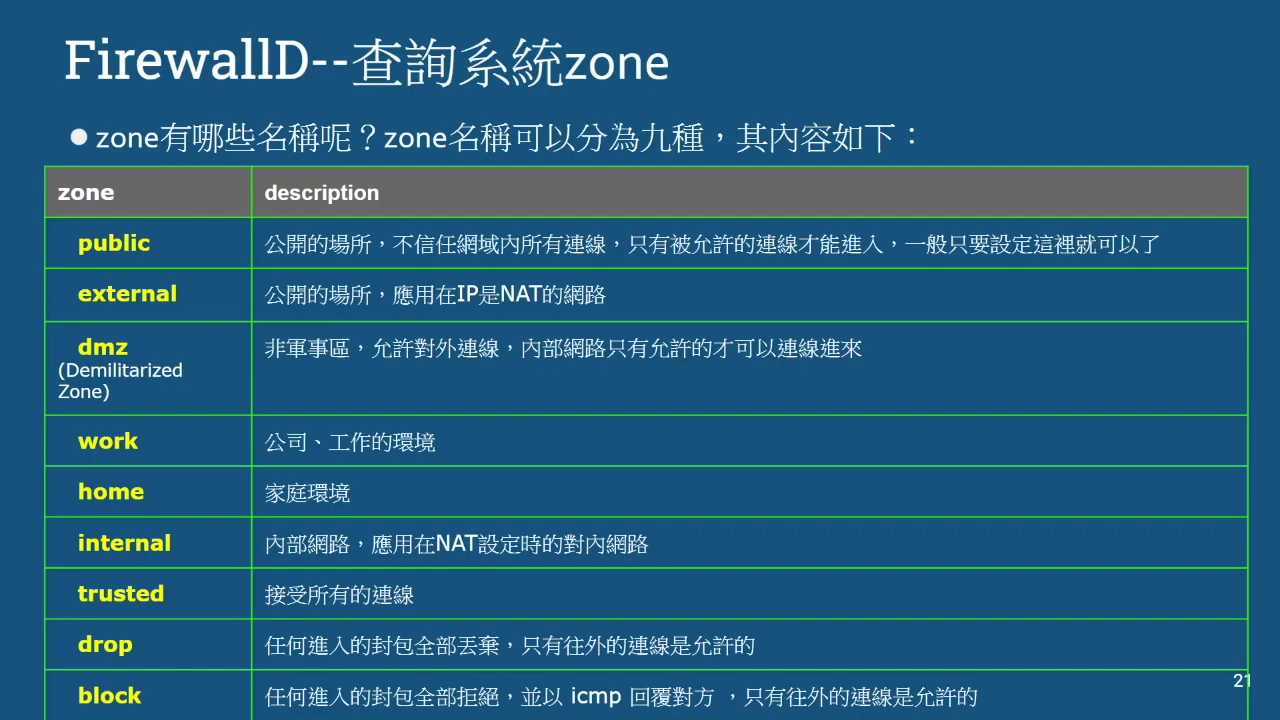 FirewallD--查詢系統zone
●zone有哪些名稱呢？zone名稱可以分為九種，其內容如下：
zone description
public 公開的場所，不信任網域內所有連線，只有被允許的連線才能進入，一般只要設定這裡就可以了
external 公開的場所，應用在IP是NAT的網路
dmz 非軍事區，允許對外連線，內部網路只有允許的才可以連線進來
(Demilitarized
Zone)
work 公司、工作的環境
home 家庭環境
internal 內部網路，應用在NAT設定時的對內網路
trusted 接受所有的連線
drop 任何進入的封包全部丟棄，只有往外的連線是允許的
block 任何進入的封包全部拒絕，並以 icmp 回覆對方 ，只有往外的連線是允許的
21